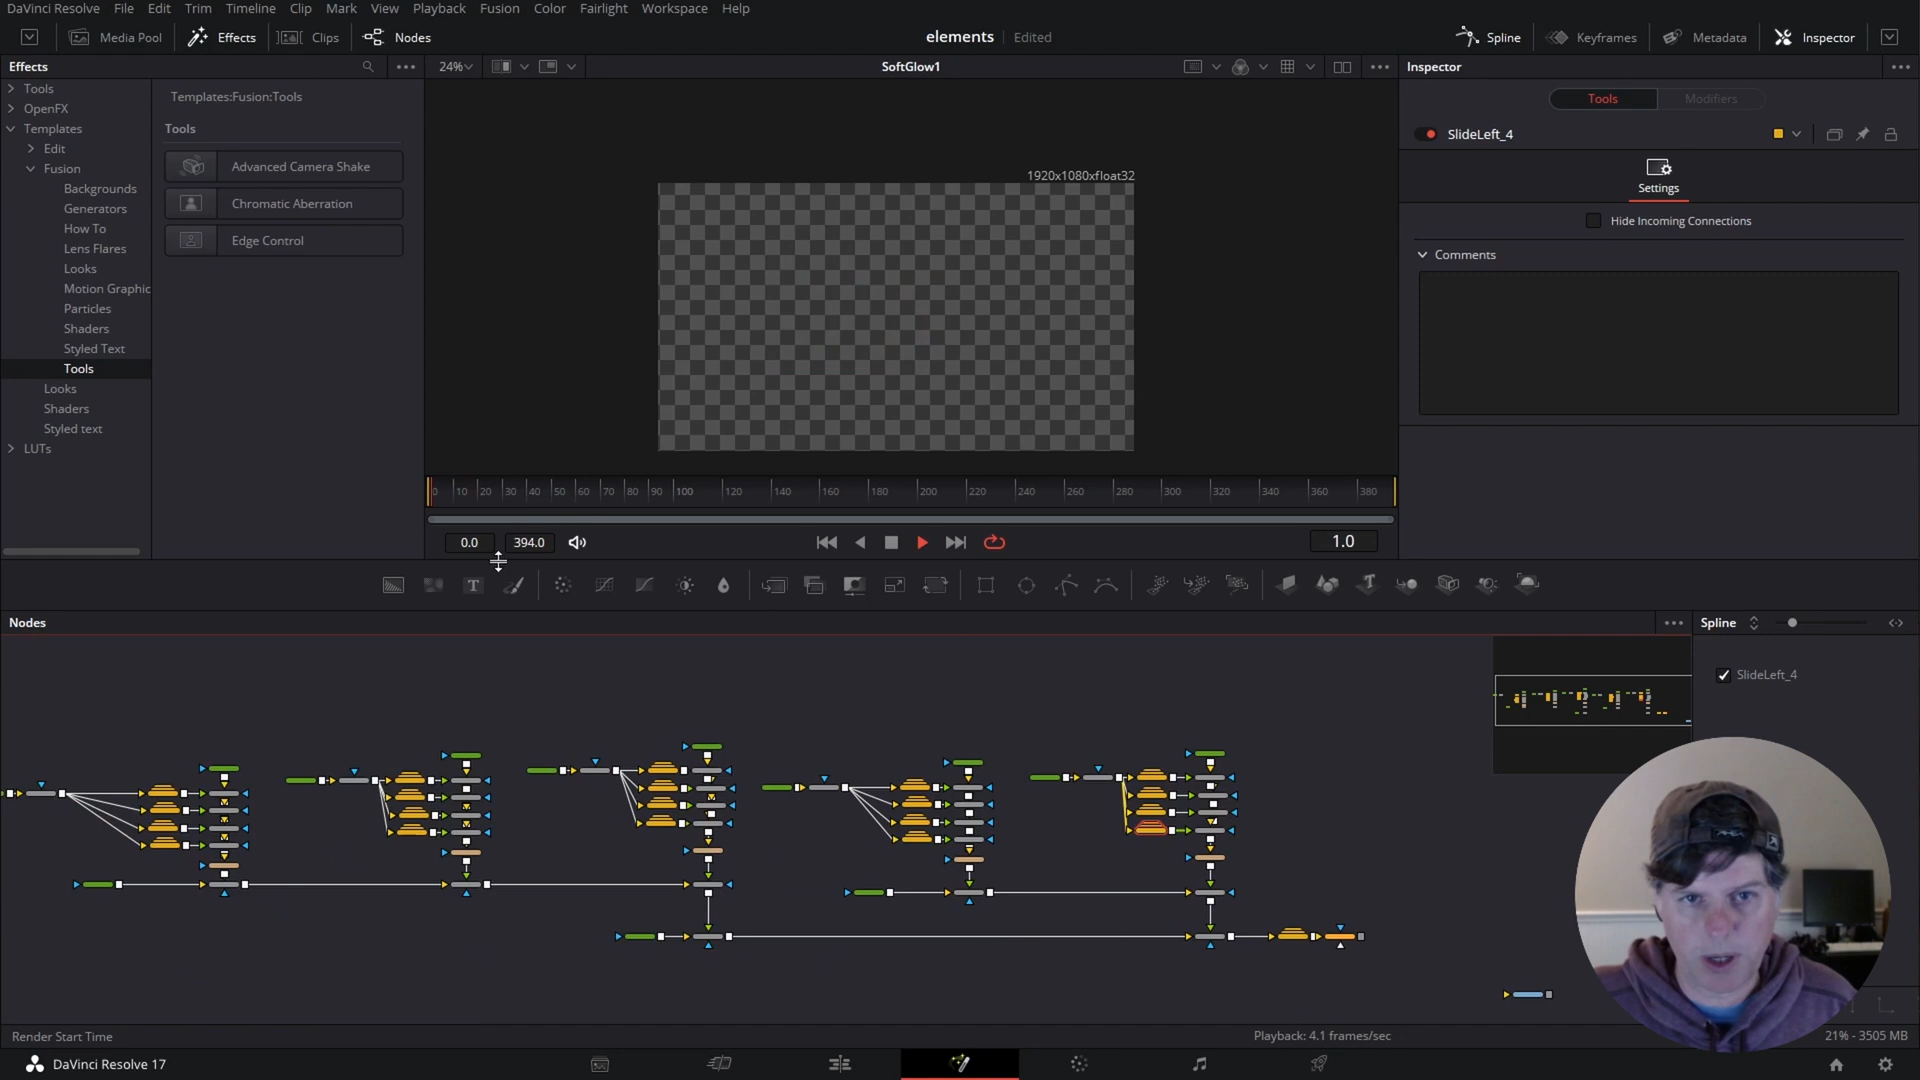 DaVinci Resolve File Edit Trim Timeline Clip Mark View Playback Fusion Color Fairlight Workspace Help
Media Pool Effects Clips Nodes elements Edited Spline Keyframes Metadata Inspector
Effects 24% SoftGlow1 Inspector
Tools
OpenFX
Templates
Edit
Fusion
Backgrounds
Generators
How To
Lens Flares
Looks
Motion Graphic
Particles
Shaders
Styled Text
Tools
Looks
Shaders
Styled text
LUTs
Templates:Fusion:Tools
Tools
Advanced Camera Shake
Chromatic Aberration
Edge Control
1920x1080xfloat32
0 10 20 30 40 50 60 70 80 90 100 120 140 160 180 200 220 240 260 280 300 320 340 360 380
0.0 394.0 1.0
Tools Modifiers
SlideLeft_4
Settings
Hide Incoming Connections
Comments
Nodes
Spline
SlideLeft_4
Render Start Time Playback: 4.1 frames/sec 21% - 3505 MB
DaVinci Resolve 17